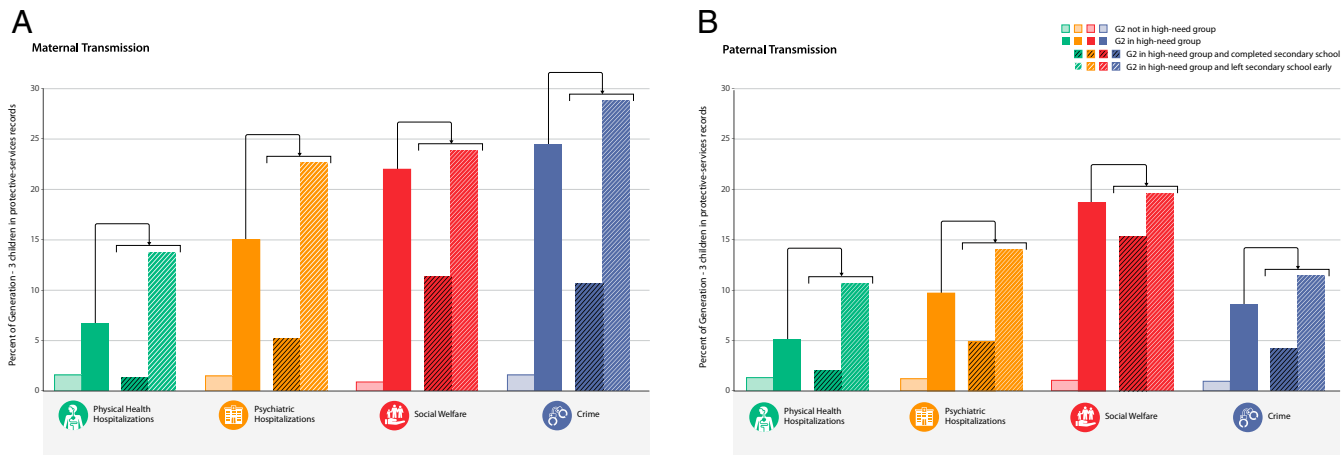 A
Maternal Transmission
Percent of Generation - 3 children in protective-services records
30
25
20
15
10
5
0
Physical Health
Hospitalizations
Psychiatric
Hospitalizations
Social Welfare
Crime
B
Paternal Transmission
G2 not in high-need group
G2 in high-need group
G2 in high-need group and completed secondary school
G2 in high-need group and left secondary school early
Percent of Generation - 3 children in protective-services records
30
25
20
15
10
5
0
Physical Health
Hospitalizations
Psychiatric
Hospitalizations
Social Welfare
Crime